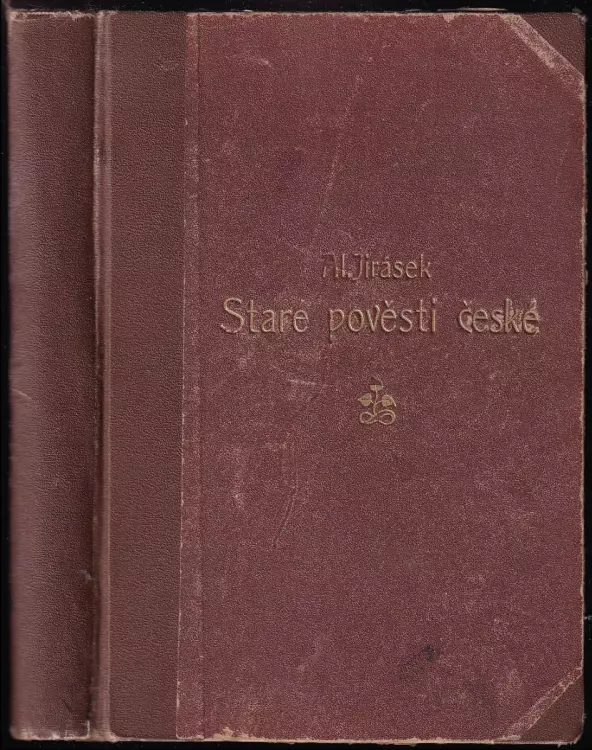 Al. Jirásek
Staré pověsti české